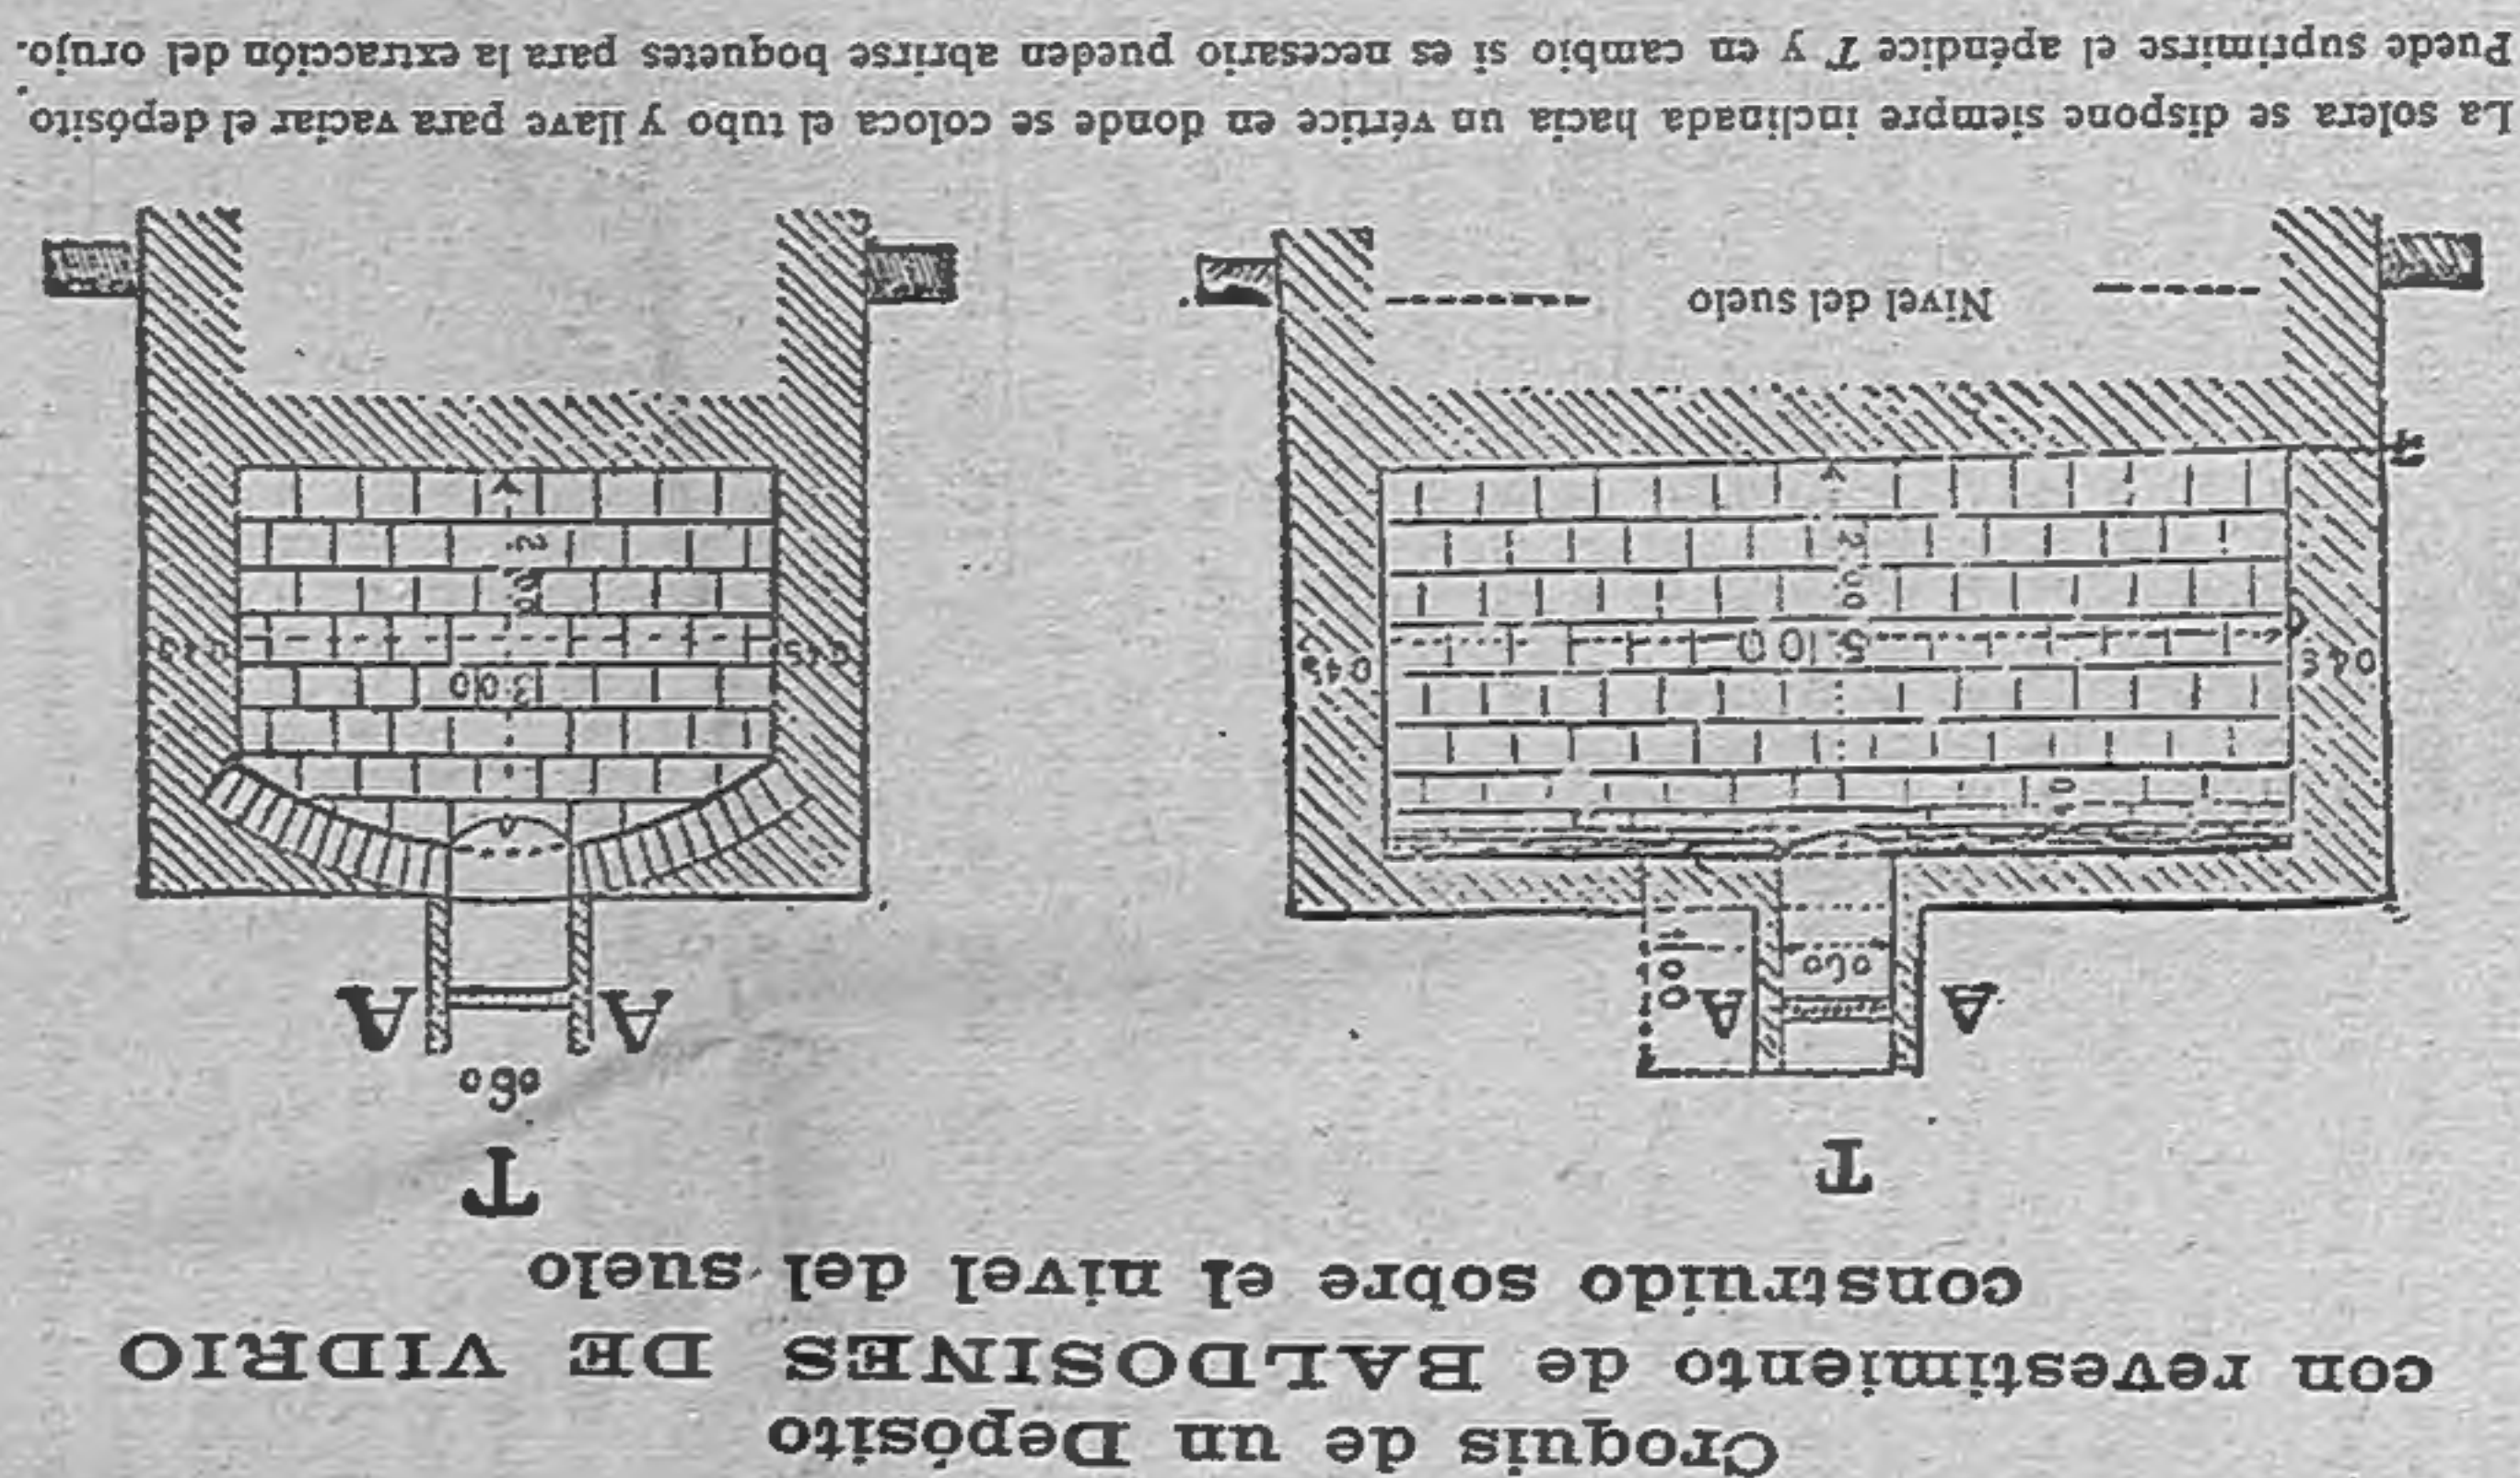 Croquis de un Depósito
con revestimiento de BALDOSINES DE VIDRIO
construído sobre el nivel del suelo
T
T
0 60
A
A
A
A
0 60
3.00
2.00
5.00
2.00
0 45
0 45
Nivel del suelo
La solera se dispone siempre inclinada hacia un vértice en donde se coloca el tubo y llave para vaciar el depósito.
Puede suprimirse el apéndice T y en cambio si es necesario pueden abrirse boquetes para la extracción del orujo.